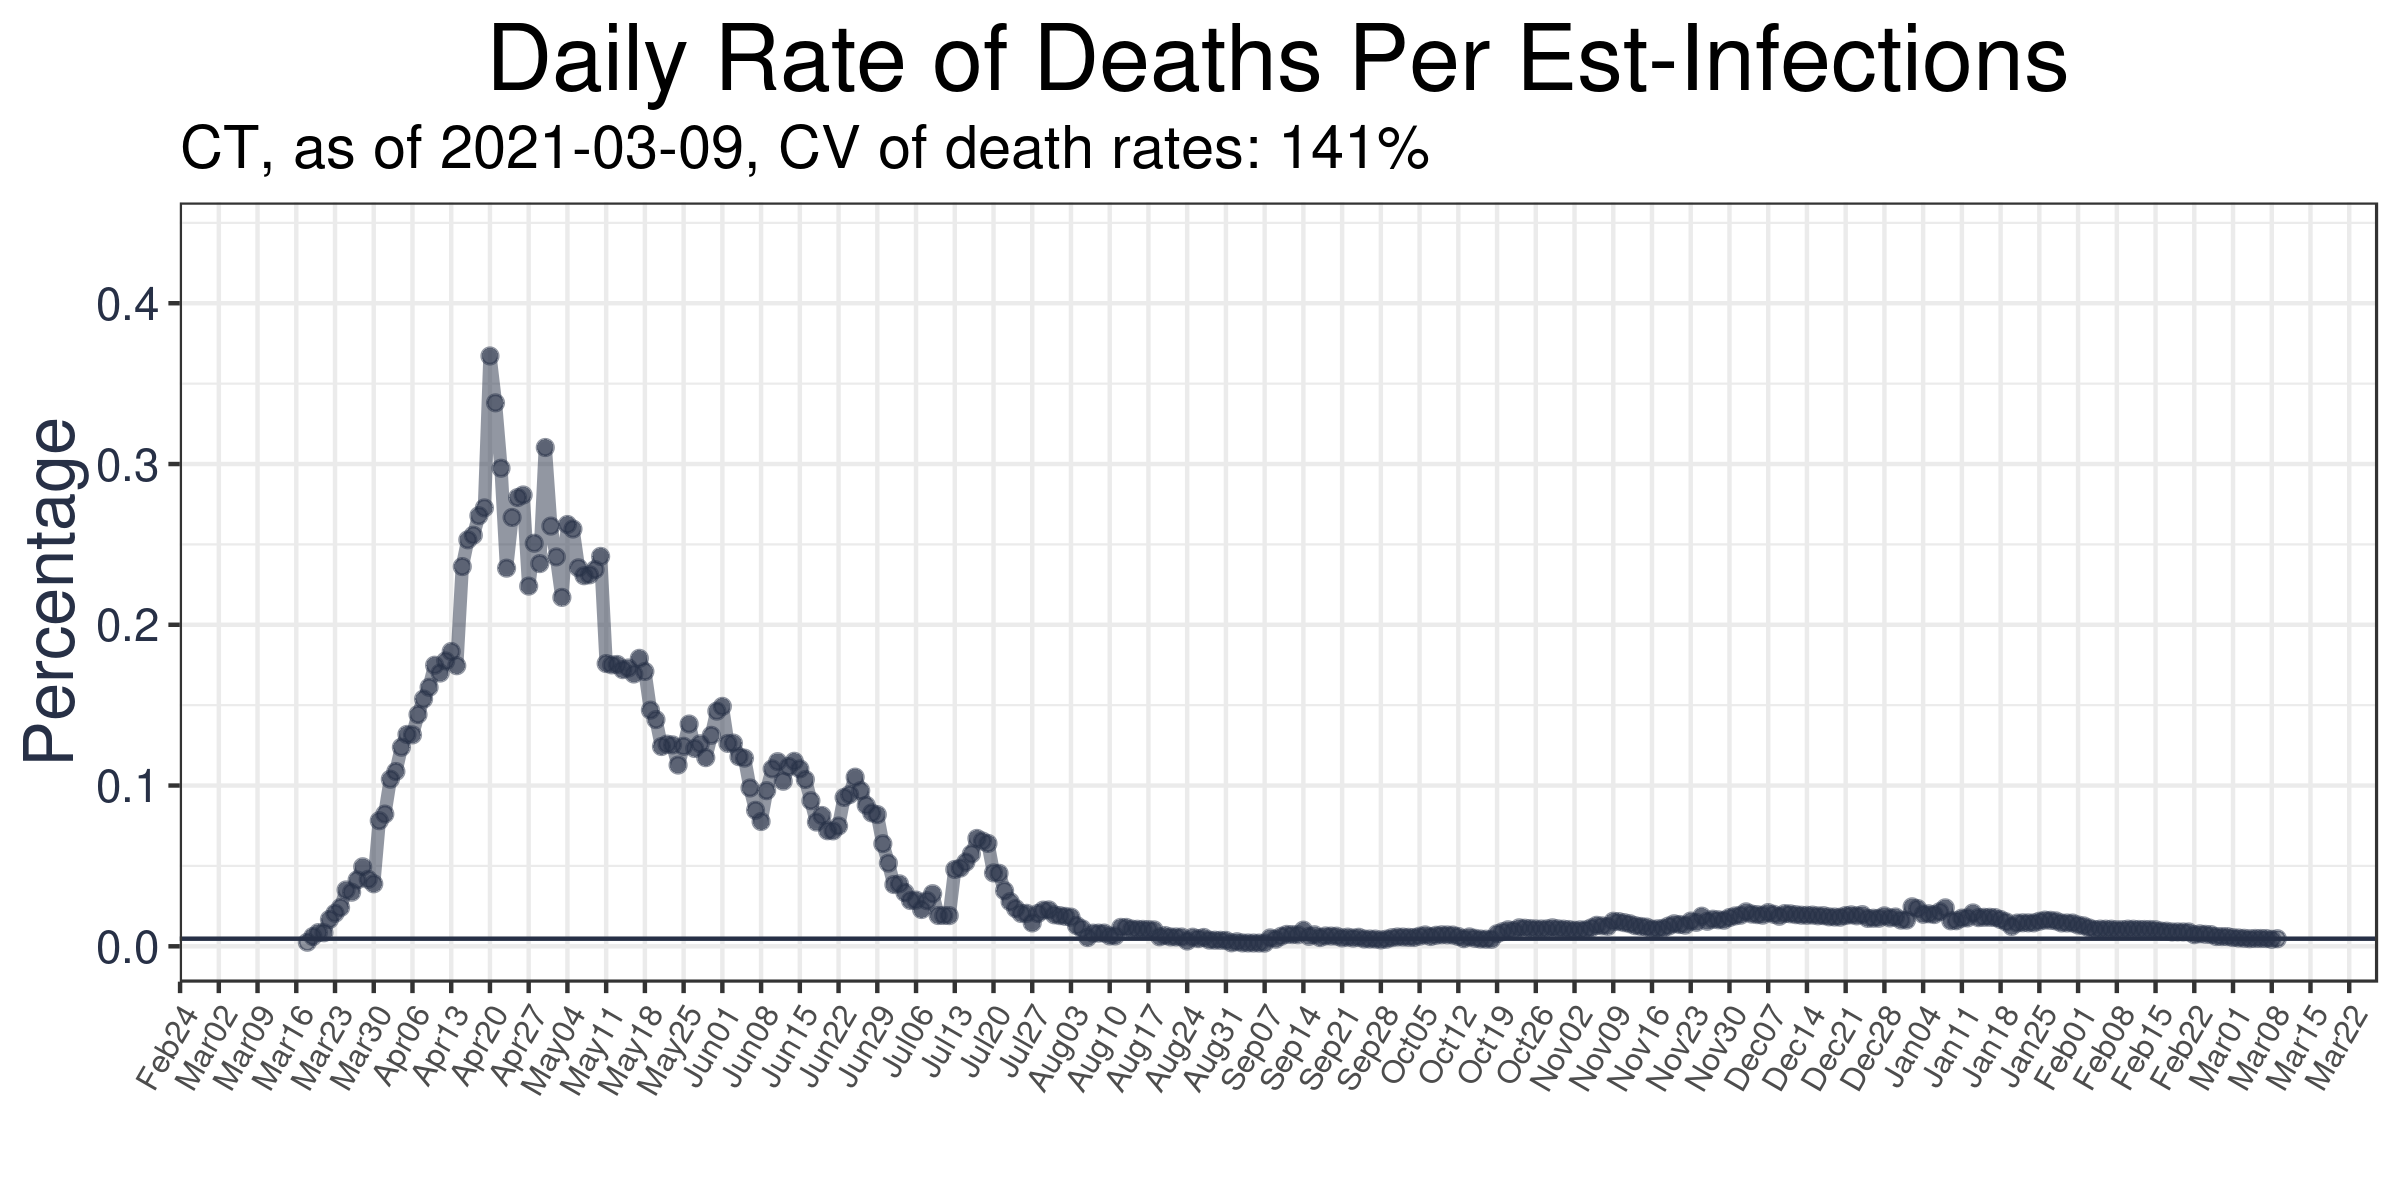 Daily Rate of Deaths Per Est-Infections
CT, as of 2021-03-09, CV of death rates: 141%
Percentage
0.4
0.3
0.2
0.1
0.0
Feb24
Mar02
Mar09
Mar16
Mar23
Mar30
Apr06
Apr13
Apr20
Apr27
May04
May11
May18
May25
Jun01
Jun08
Jun15
Jun22
Jun29
Jul06
Jul13
Jul20
Jul27
Aug03
Aug10
Aug17
Aug24
Aug31
Sep07
Sep14
Sep21
Sep28
Oct05
Oct12
Oct19
Oct26
Nov02
Nov09
Nov16
Nov23
Nov30
Dec07
Dec14
Dec21
Dec28
Jan04
Jan11
Jan18
Jan25
Feb01
Feb08
Feb15
Feb22
Mar01
Mar08
Mar15
Mar22